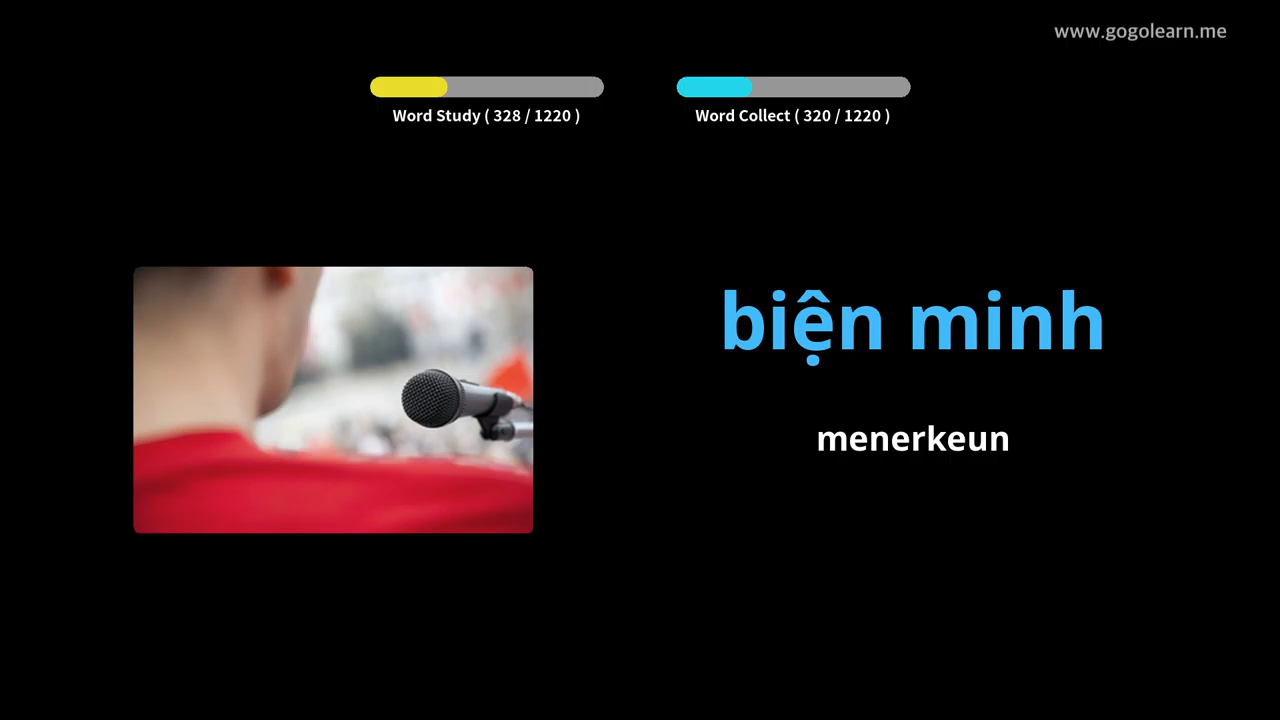 www.gogolearn.me
Word Study ( 328 / 1220 )
Word Collect ( 320 / 1220 )
biện minh
menerkeun